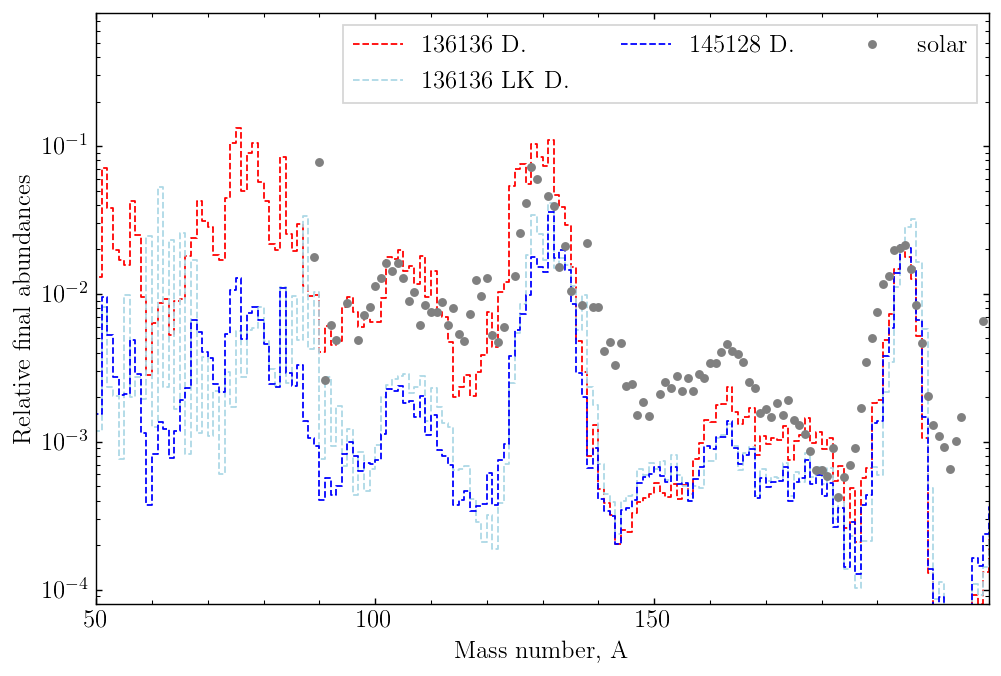 136136 D.
136136 LK D.
145128 D.
solar
Relative final abundances
10⁻¹
10⁻²
10⁻³
10⁻⁴
50
100
150
Mass number, A